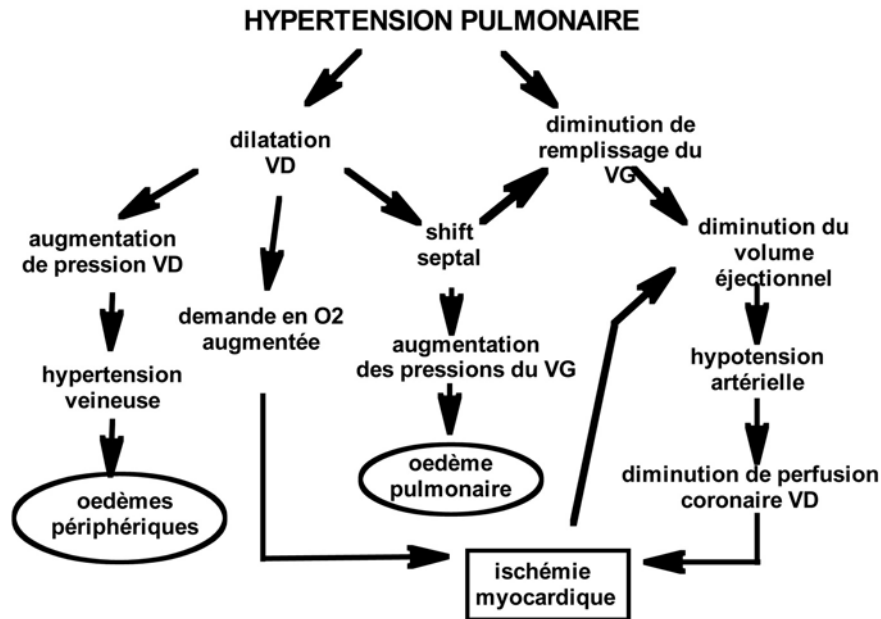 HYPERTENSION PULMONAIRE
dilatation
VD
diminution de
remplissage du
VG
augmentation
de pression VD
shift
septal
diminution du
volume
éjectionnel
demande en O2
augmentée
augmentation
des pressions du VG
hypotension
artérielle
hypertension
veineuse
oedèmes
périphériques
oedème
pulmonaire
diminution de perfusion
coronaire VD
ischémie
myocardique